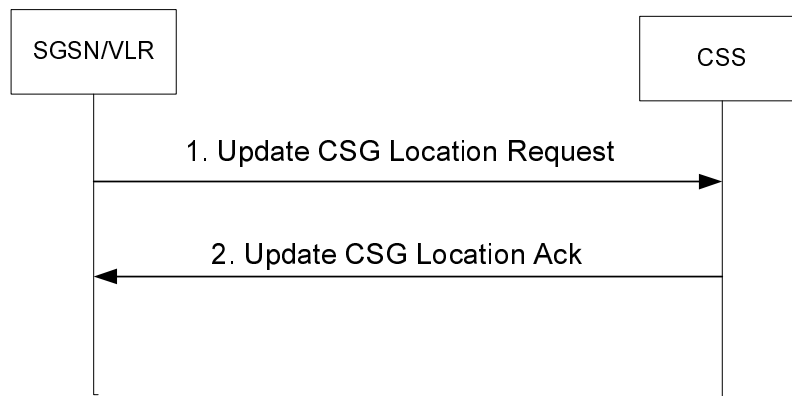 SGSN/VLR
CSS
1. Update CSG Location Request
2. Update CSG Location Ack